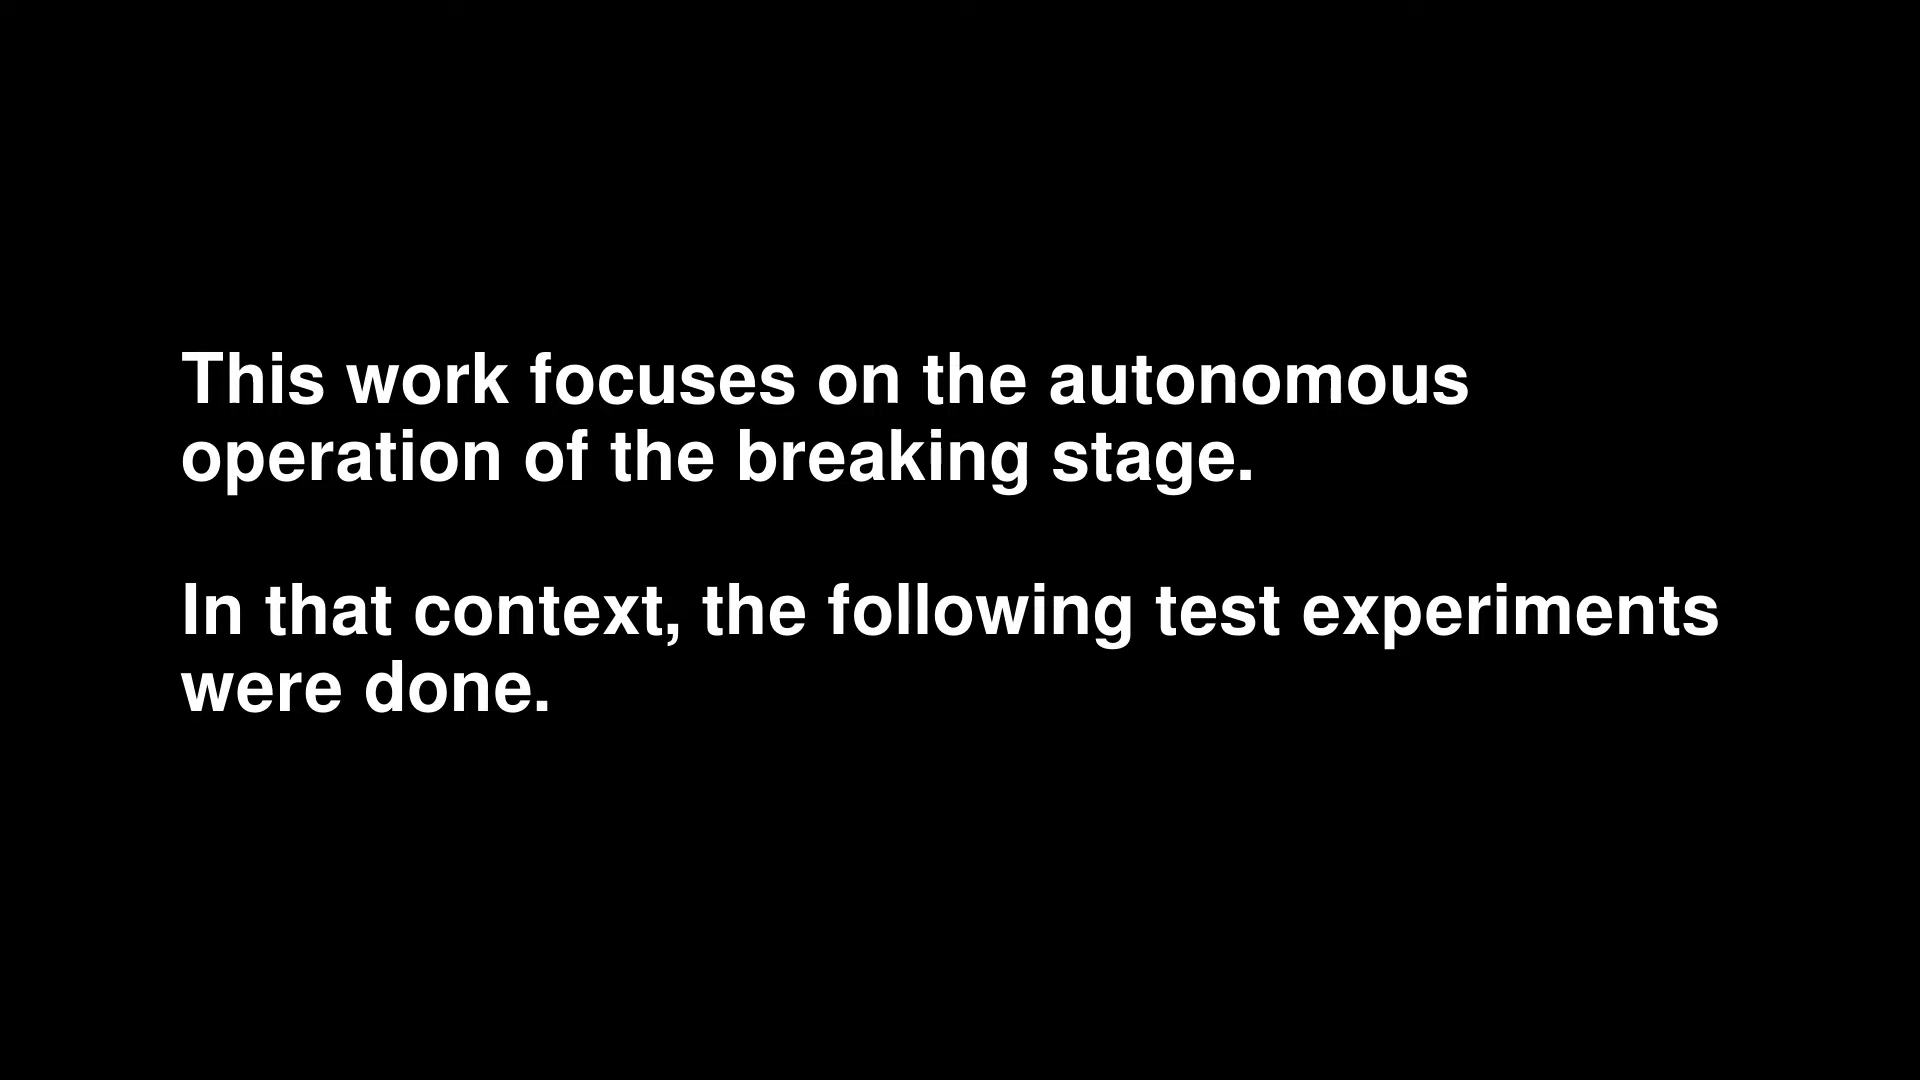 This work focuses on the autonomous
operation of the breaking stage.
In that context, the following test experiments
were done.